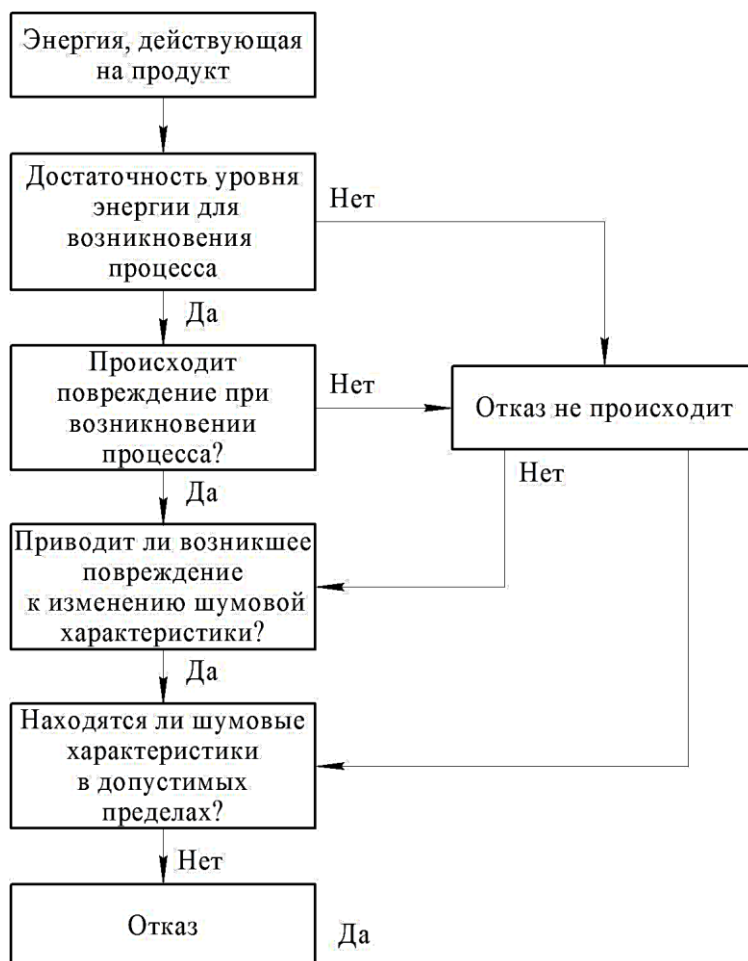 Энергия, действующая
на продукт
Достаточность уровня
энергии для
возникновения
процесса
Нет
Да
Происходит
повреждение при
возникновении
процесса?
Нет
Отказ не происходит
Да
Нет
Приводит ли возникшее
повреждение
к изменению шумовой
характеристики?
Да
Находятся ли шумовые
характеристики
в допустимых
пределах?
Нет
Отказ
Да